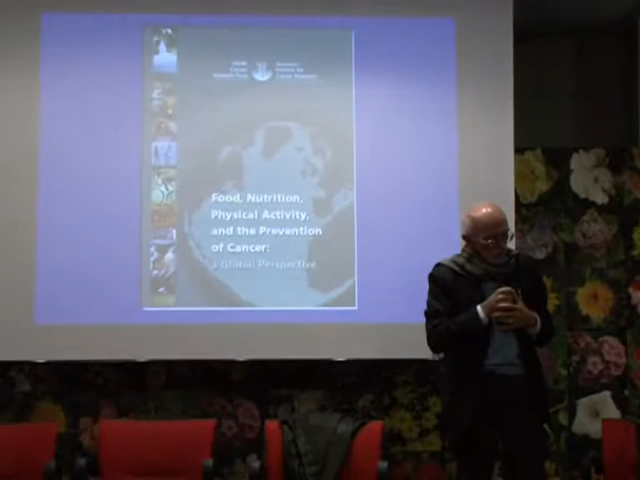 Food, Nutrition,
Physical Activity,
and the Prevention
of Cancer:
a Global Perspective